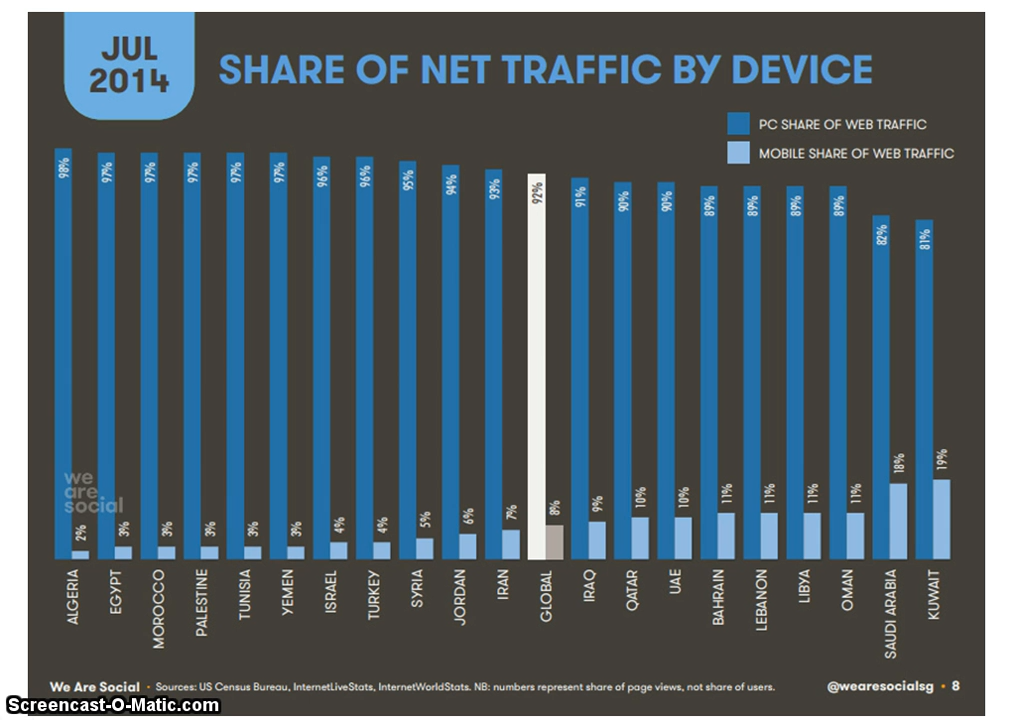 JUL
2014
SHARE OF NET TRAFFIC BY DEVICE
PC SHARE OF WEB TRAFFIC
MOBILE SHARE OF WEB TRAFFIC
98% 97% 97% 97% 97% 97% 96% 96% 95% 94% 93% 92% 91% 90% 90% 89% 89% 89% 89% 82% 81%
we
are
social
2% 3% 3% 3% 3% 3% 4% 4% 5% 6% 7% 8% 9% 10% 10% 11% 11% 11% 11% 18% 19%
ALGERIA EGYPT MOROCCO PALESTINE TUNISIA YEMEN ISRAEL TURKEY SYRIA JORDAN IRAN GLOBAL IRAQ QATAR UAE BAHRAIN LEBANON LIBYA OMAN SAUDI ARABIA KUWAIT
We Are Social • Sources: US Census Bureau, InternetLiveStats, InternetWorldStats. NB: numbers represent share of page views, not share of users. @wearesocialsg • 8
Screencast-O-Matic.com